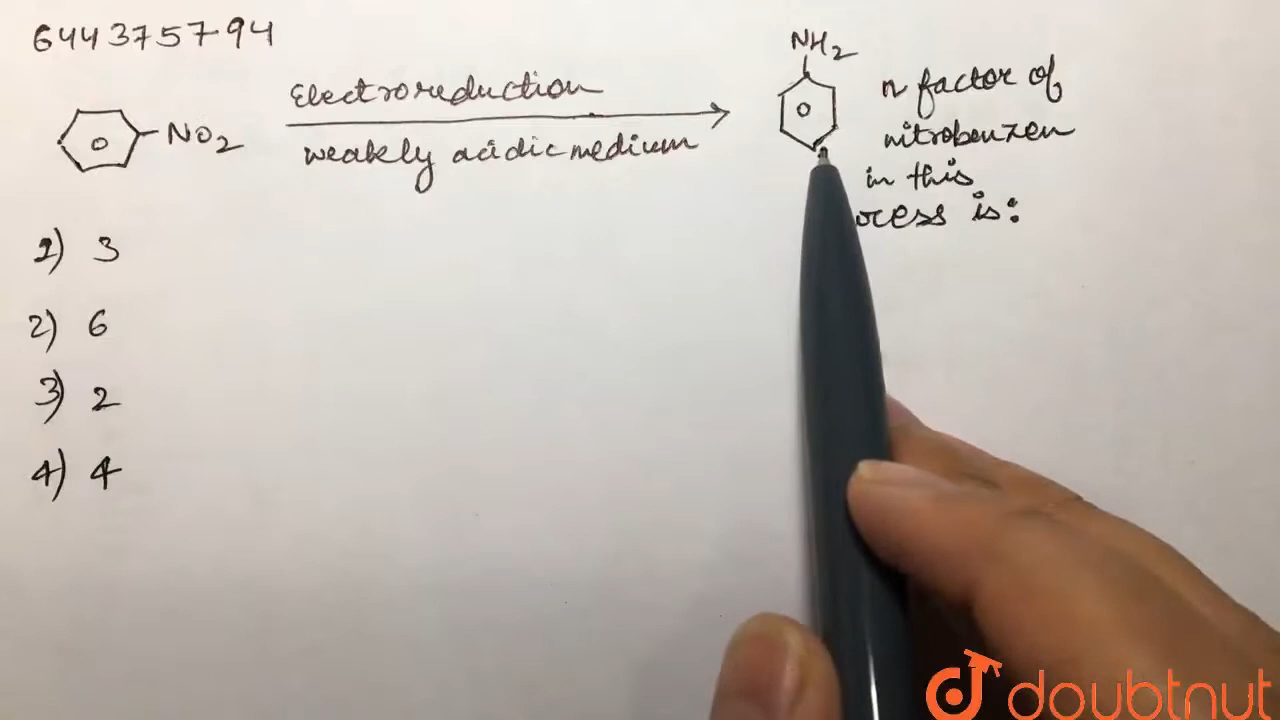 644375794
NO2
Electroreduction
weakely acidic medium
NH2
n factor of
nitrobenzen
in this
ocess is:
1) 3
2) 6
3) 2
4) 4
doubtnut